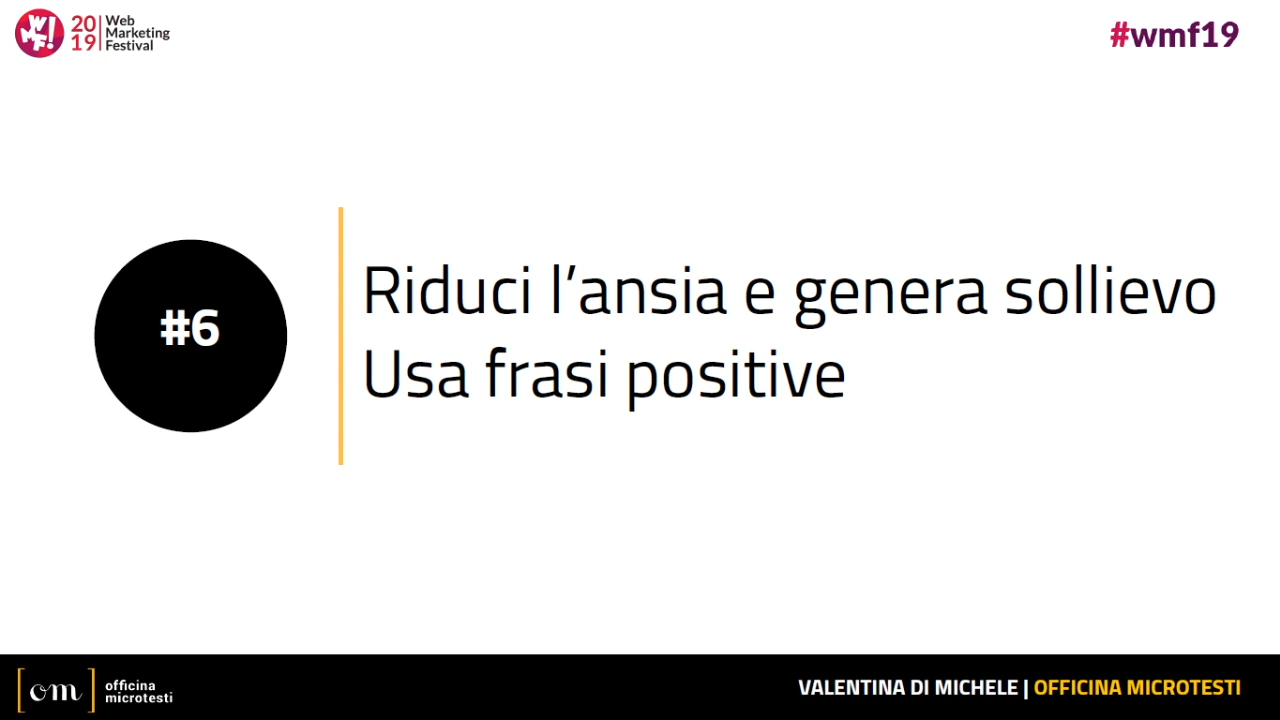 WMF!
20
19
Web
Marketing
Festival
#wmf19
#6
Riduci l’ansia e genera sollievo
Usa frasi positive
[om]
officina
microtesti
VALENTINA DI MICHELE | OFFICINA MICROTESTI